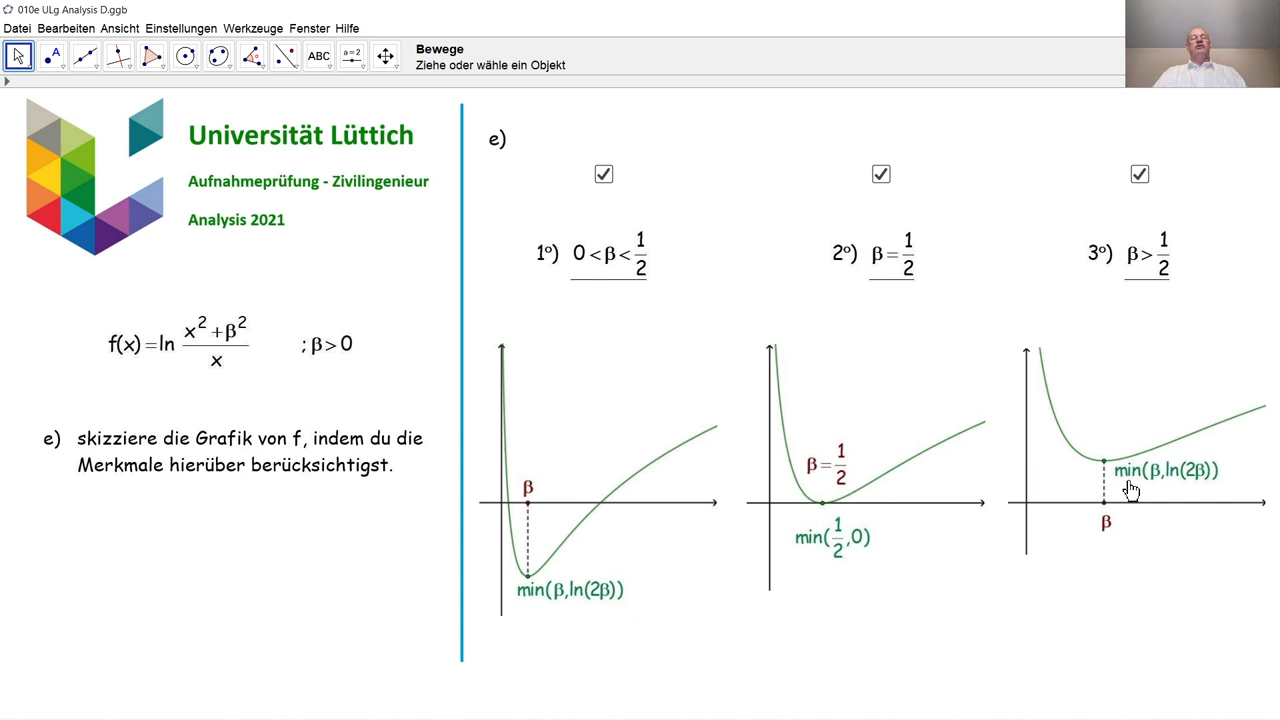 010e ULg Analysis D.ggb
Datei Bearbeiten Ansicht Einstellungen Werkzeuge Fenster Hilfe
A
ABC
a=2
Bewege
Ziehe oder wähle ein Objekt
Universität Lüttich
Aufnahmeprüfung - Zivilingenieur
Analysis 2021
f(x)=ln (x²+β²)/x ; β>0
e) skizziere die Grafik von f, indem du die
Merkmale hierüber berücksichtigst.
e)
1°) 0<β<1/2
2°) β=1/2
3°) β>1/2
β
min(β,ln(2β))
β=1/2
min(1/2,0)
min(β,ln(2β))
β